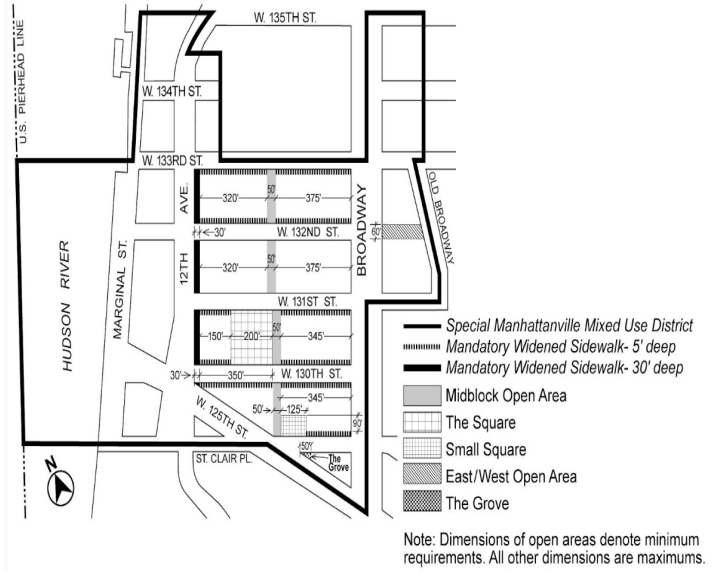 W. 135TH ST.
U.S. PIERHEAD LINE
W. 134TH ST.
W. 133RD ST.
AVE.
320'
50'
375'
BROADWAY
OLD BROADWAY
60'
30'
W. 132ND ST.
HUDSON RIVER
MARGINAL ST.
12TH
320'
50'
375'
W. 131ST ST.
150'
200'
50'
345'
30'
350'
W. 130TH ST.
345'
W. 125TH ST.
50'
125'
90'
50'
The
Grove
ST. CLAIR PL.
N
Special Manhattanville Mixed Use District
Mandatory Widened Sidewalk- 5' deep
Mandatory Widened Sidewalk- 30' deep
Midblock Open Area
The Square
Small Square
East/West Open Area
The Grove
Note: Dimensions of open areas denote minimum
requirements. All other dimensions are maximums.